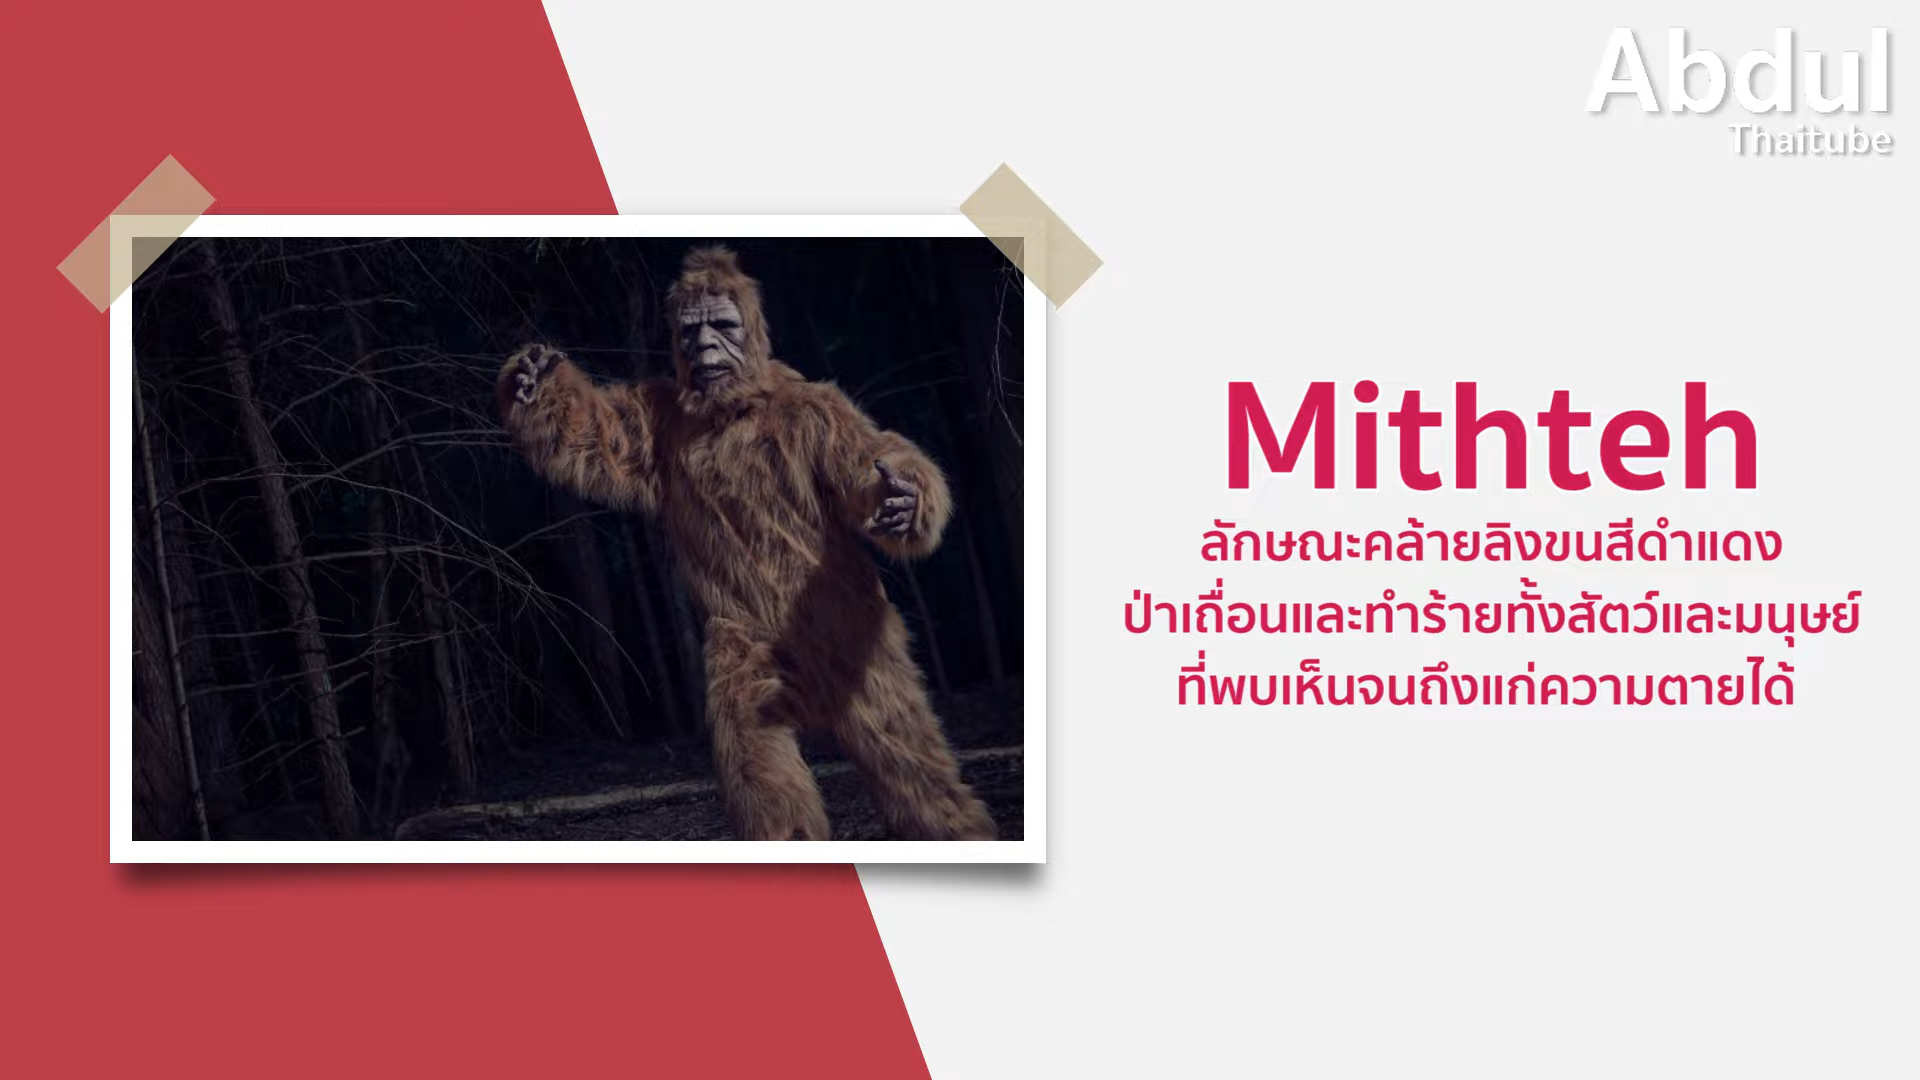 Abdul
Thaitube
Mithteh
ลักษณะคล้ายลิงขนสีดำแดง
ป่าเถื่อนและทำร้ายทั้งสัตว์และมนุษย์
ที่พบเห็นจนถึงแก่ความตายได้